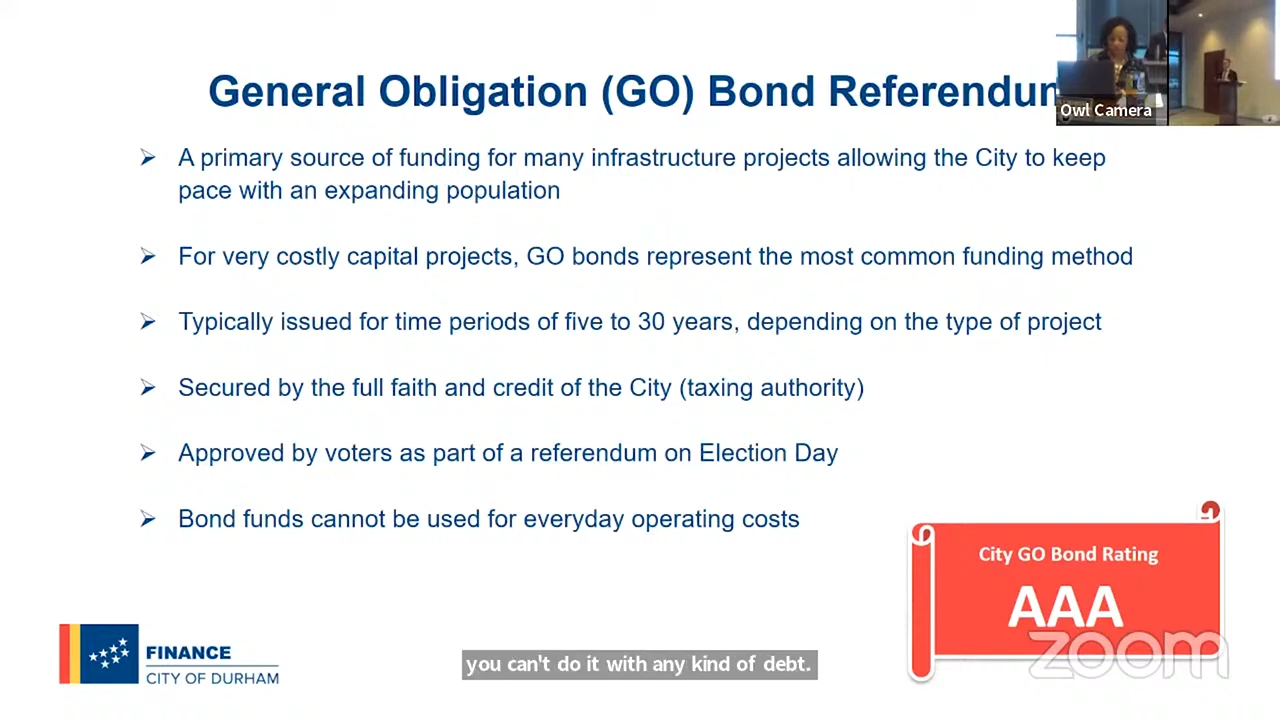 General Obligation (GO) Bond Referendum
Owl Camera
A primary source of funding for many infrastructure projects allowing the City to keep
pace with an expanding population
For very costly capital projects, GO bonds represent the most common funding method
Typically issued for time periods of five to 30 years, depending on the type of project
Secured by the full faith and credit of the City (taxing authority)
Approved by voters as part of a referendum on Election Day
Bond funds cannot be used for everyday operating costs
City GO Bond Rating
AAA
zoom
FINANCE
CITY OF DURHAM
you can't do it with any kind of debt.